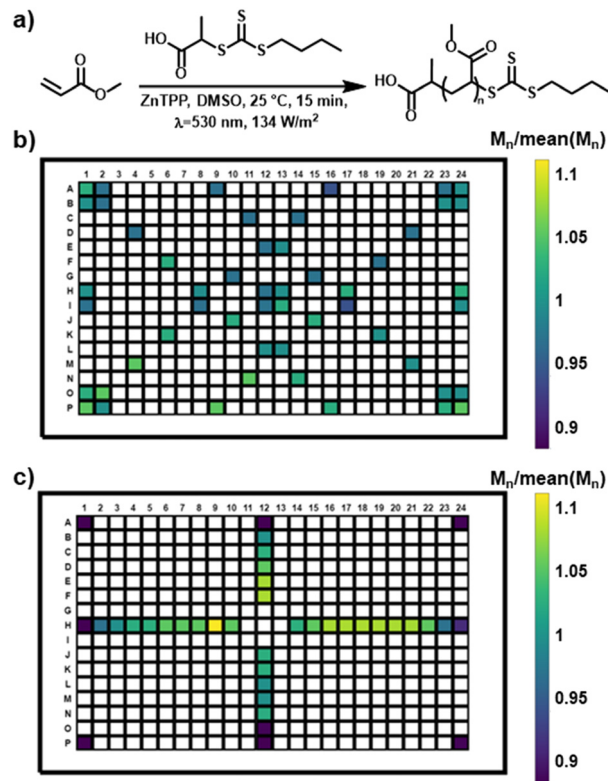 a)
O
S
HO
S
S
O
O
ZnTPP, DMSO, 25 °C, 15 min,
λ=530 nm, 134 W/m²
O
O
HO
O
n
S
S
S
b)
Mn/mean(Mn)
1 2 3 4 5 6 7 8 9 10 11 12 13 14 15 16 17 18 19 20 21 22 23 24
A
B
C
D
E
F
G
H
I
J
K
L
M
N
O
P
1.1
1.05
1
0.95
0.9
c)
Mn/mean(Mn)
1 2 3 4 5 6 7 8 9 10 11 12 13 14 15 16 17 18 19 20 21 22 23 24
A
B
C
D
E
F
G
H
I
J
K
L
M
N
O
P
1.1
1.05
1
0.95
0.9